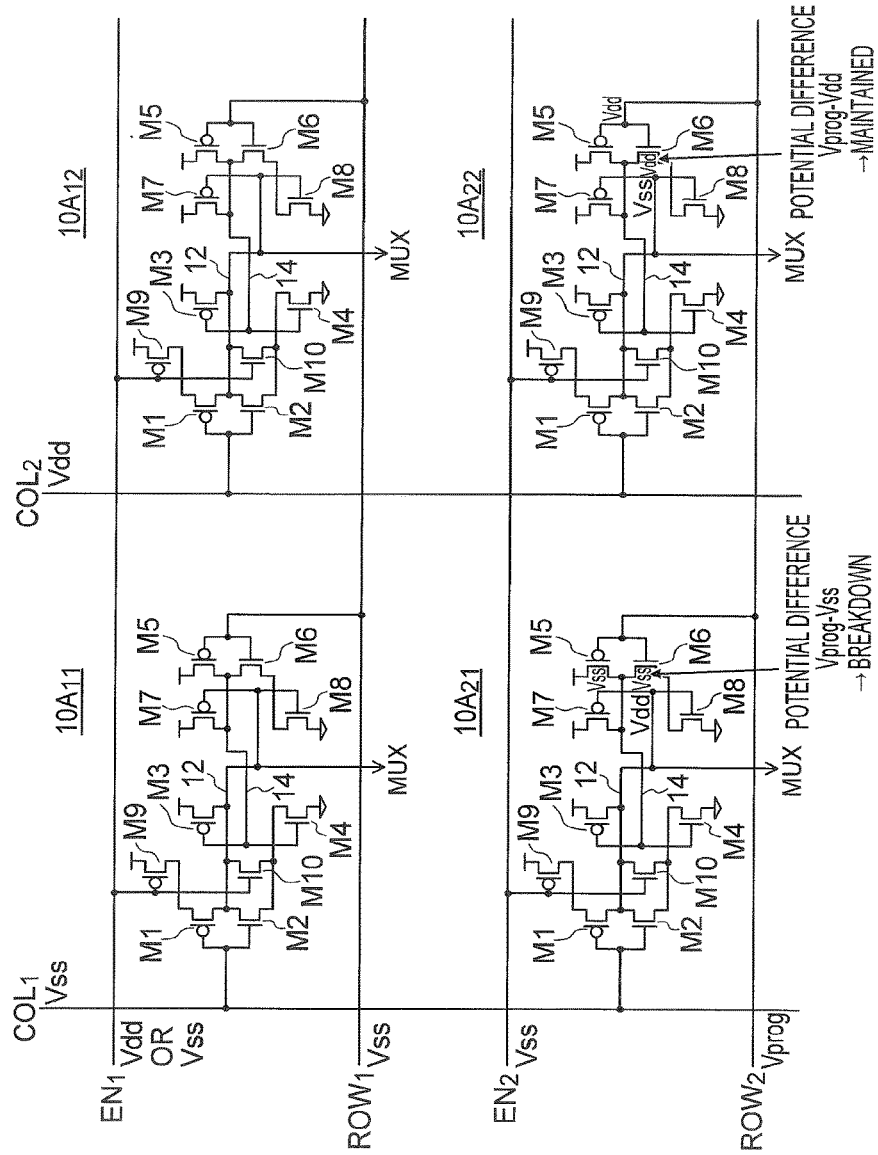 COL1
Vss
COL2
Vdd
EN1
Vdd
OR
Vss
10A11
M9
M3
12
M7
M5
M1
M2
M10
M4
14
M8
M6
MUX
10A12
M9
M3
12
M7
M5
M1
M2
M10
M4
14
M8
M6
MUX
ROW1 Vss
EN2 Vss
10A21
M9
M3
12
M7
M5
Vss
M1
M2
M10
M4
14
Vdd
Vss
M8
M6
MUX
POTENTIAL DIFFERENCE
Vprog-Vss
→BREAKDOWN
10A22
M9
M3
12
M7
M5
Vdd
M1
M2
M10
M4
14
Vss
Vdd
M8
M6
MUX
POTENTIAL DIFFERENCE
Vprog-Vdd
→MAINTAINED
ROW2 Vprog